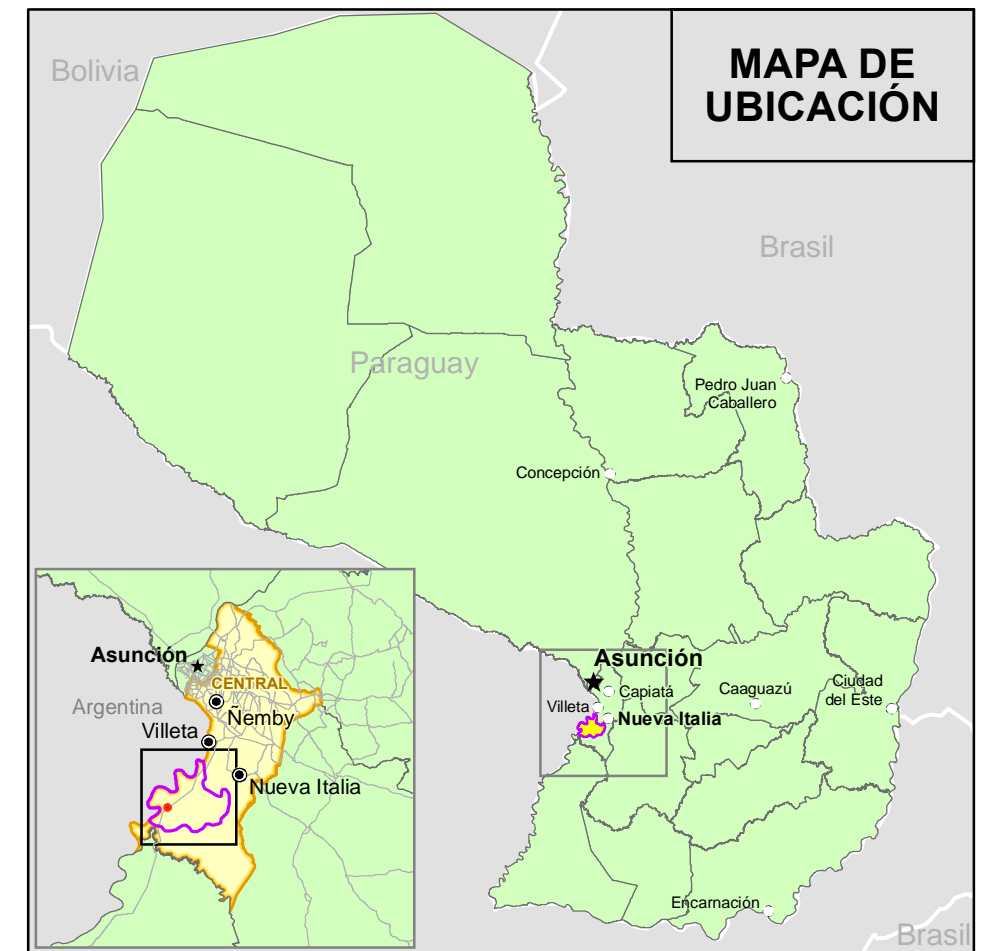 MAPA DE
UBICACIÓN
Bolivia
Brasil
Paraguay
Pedro Juan
Caballero
Concepción
Asunción
Capiatá
Villeta
Nueva Italia
Caaguazú
Ciudad
del Este
Encarnación
Brasil
Asunción
CENTRAL
Argentina
Ñemby
Villeta
Nueva Italia